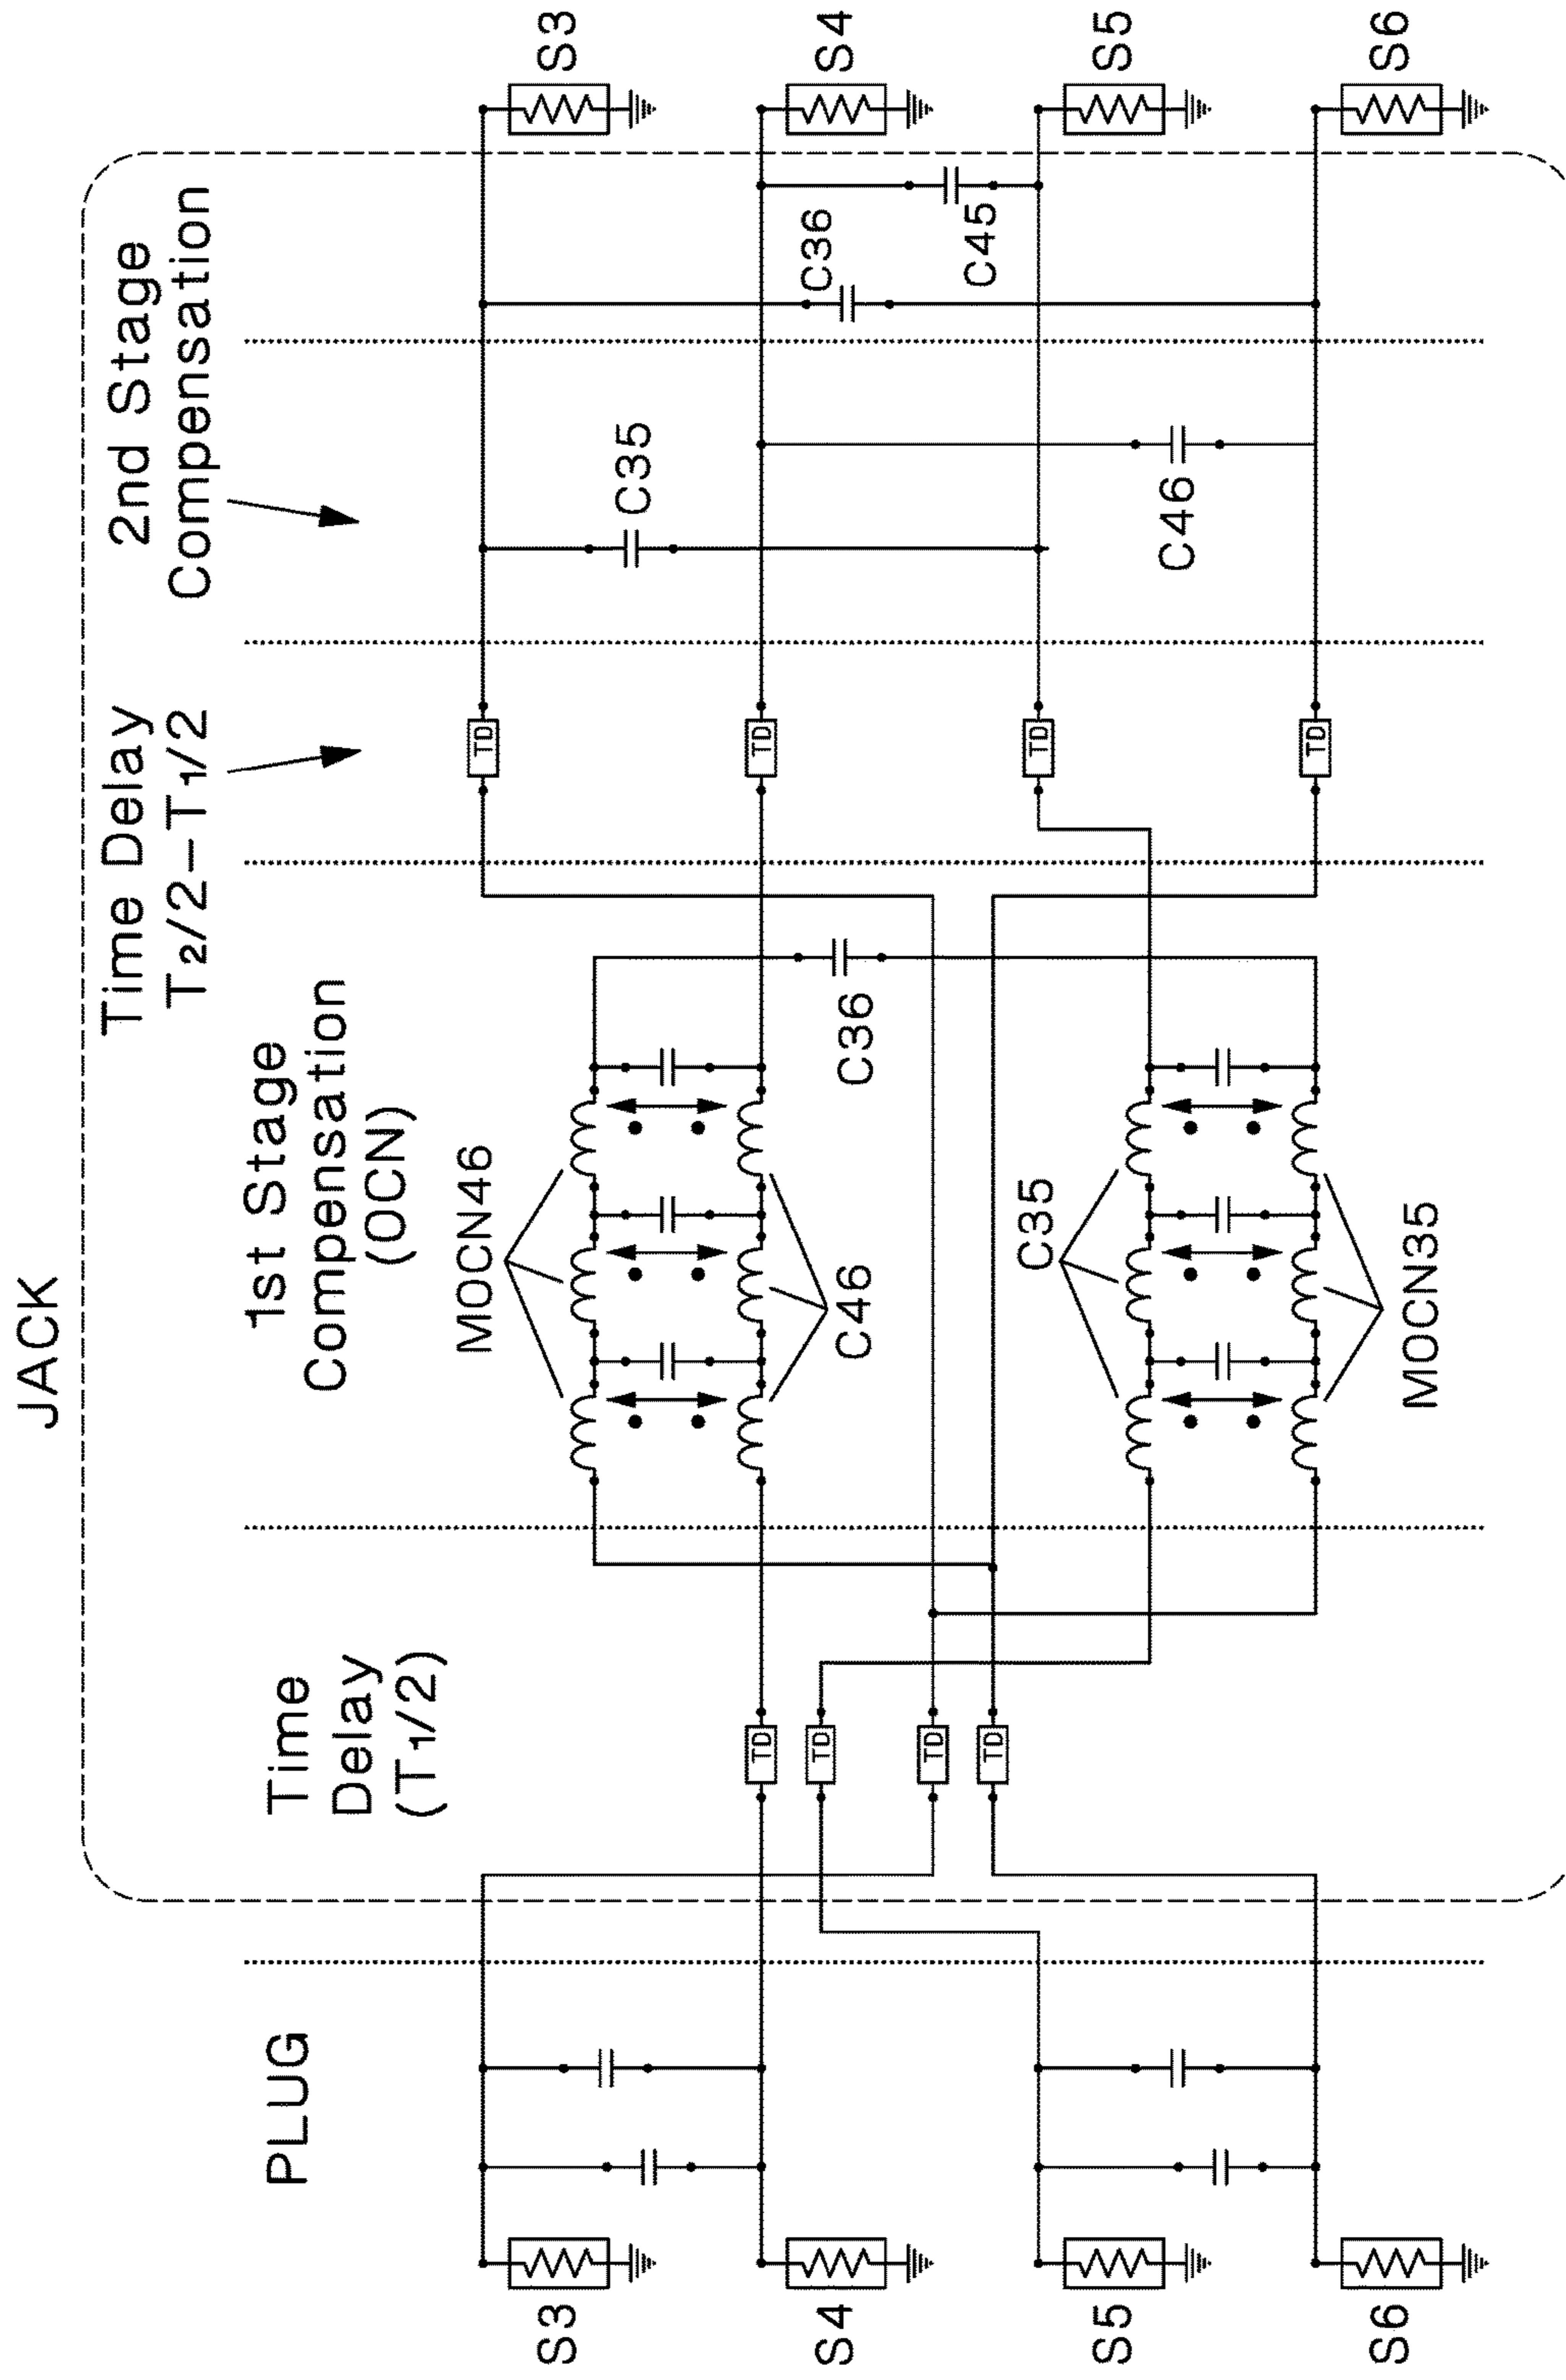 JACK
PLUG
Time
Delay
(T1/2)
1st Stage
Compensation
(OCN)
Time Delay
T2/2–T1/2
2nd Stage
Compensation
S3
S4
S5
S6
TD
TD
TD
TD
MOCN46
C46
C35
MOCN35
C36
TD
TD
TD
TD
C35
C46
C36
C45
S3
S4
S5
S6